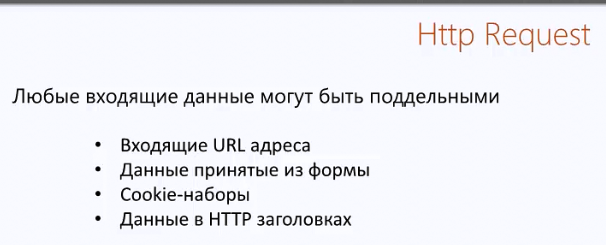 Http Request
Любые входящие данные могут быть поддельными
• Входящие URL адреса
• Данные принятые из формы
• Cookie-наборы
• Данные в HTTP заголовках